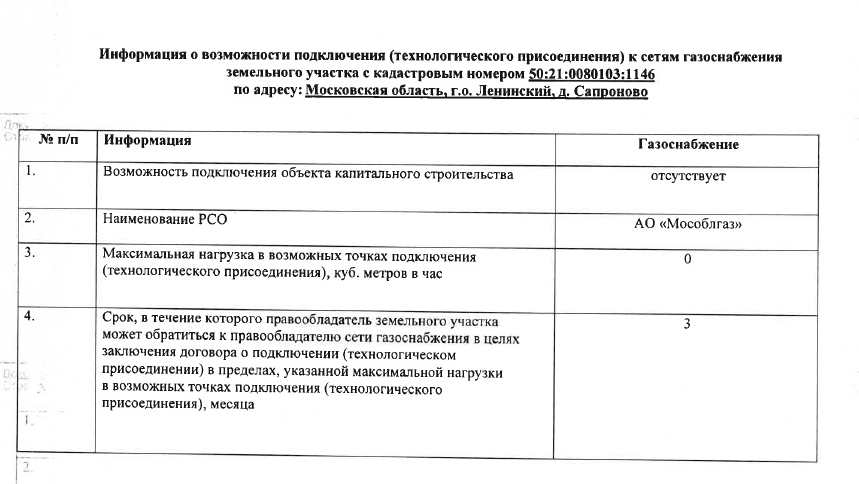 Информация о возможности подключения (технологического присоединения) к сетям газоснабжения
земельного участка с кадастровым номером 50:21:0080103:1146
по адресу: Московская область, г.о. Ленинский, д. Сапроново
№ п/п Информация Газоснабжение
1. Возможность подключения объекта капитального строительства отсутствует
2. Наименование РСО АО «Мособлгаз»
3. Максимальная нагрузка в возможных точках подключения 0
(технологического присоединения), куб. метров в час
4. Срок, в течение которого правообладатель земельного участка 3
может обратиться к правообладателю сети газоснабжения в целях
заключения договора о подключении (технологическом
присоединении) в пределах, указанной максимальной нагрузки
в возможных точках подключения (технологического
присоединения), месяца
1.
2.